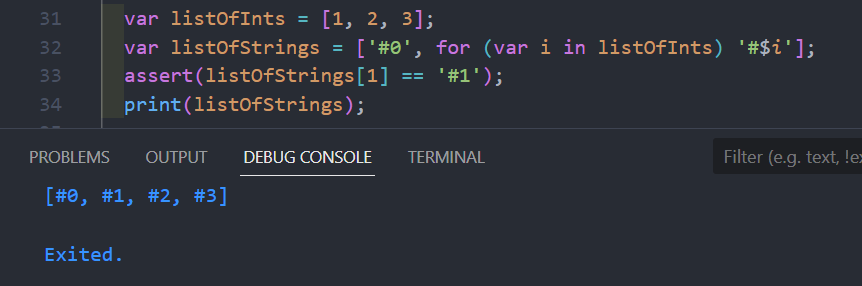 31 var listOfInts = [1, 2, 3];
32 var listOfStrings = ['#0', for (var i in listOfInts) '#$i'];
33 assert(listOfStrings[1] == '#1');
34 print(listOfStrings);
PROBLEMS OUTPUT DEBUG CONSOLE TERMINAL Filter (e.g. text, !ex
[#0, #1, #2, #3]
Exited.